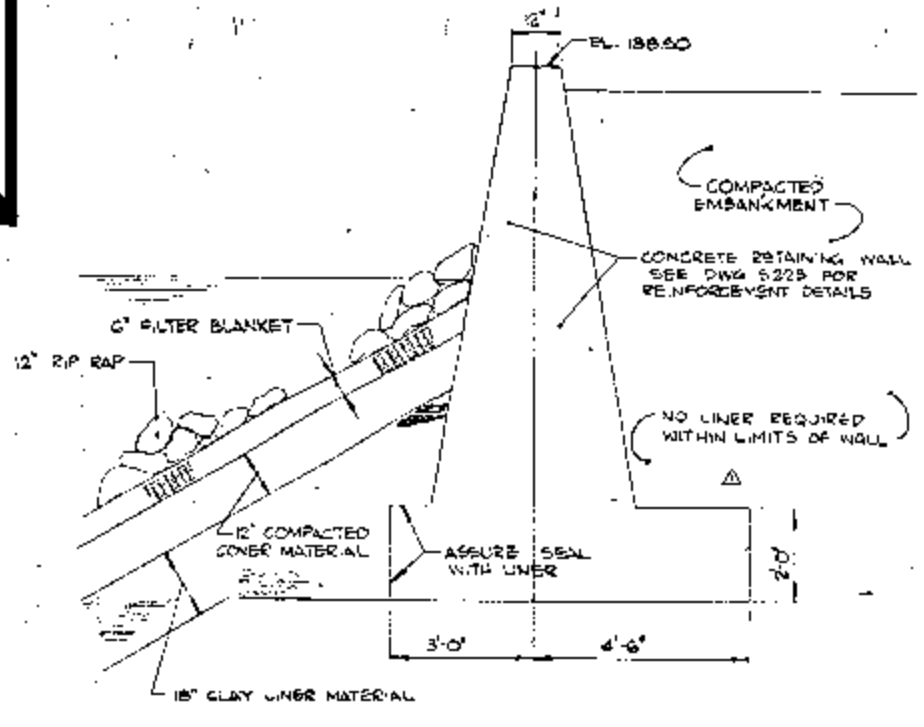 12"
EL. 188.50
COMPACTED
EMBANKMENT
CONCRETE RETAINING WALL
SEE DWG 5225 FOR
REINFORCEMENT DETAILS
6" FILTER BLANKET
12" RIP RAP
NO LINER REQUIRED
WITHIN LIMITS OF WALL
1
12" COMPACTED
COVER MATERIAL
ASSURE SEAL
WITH LINER
2'-0"
3'-0"
4'-6"
18" CLAY LINER MATERIAL